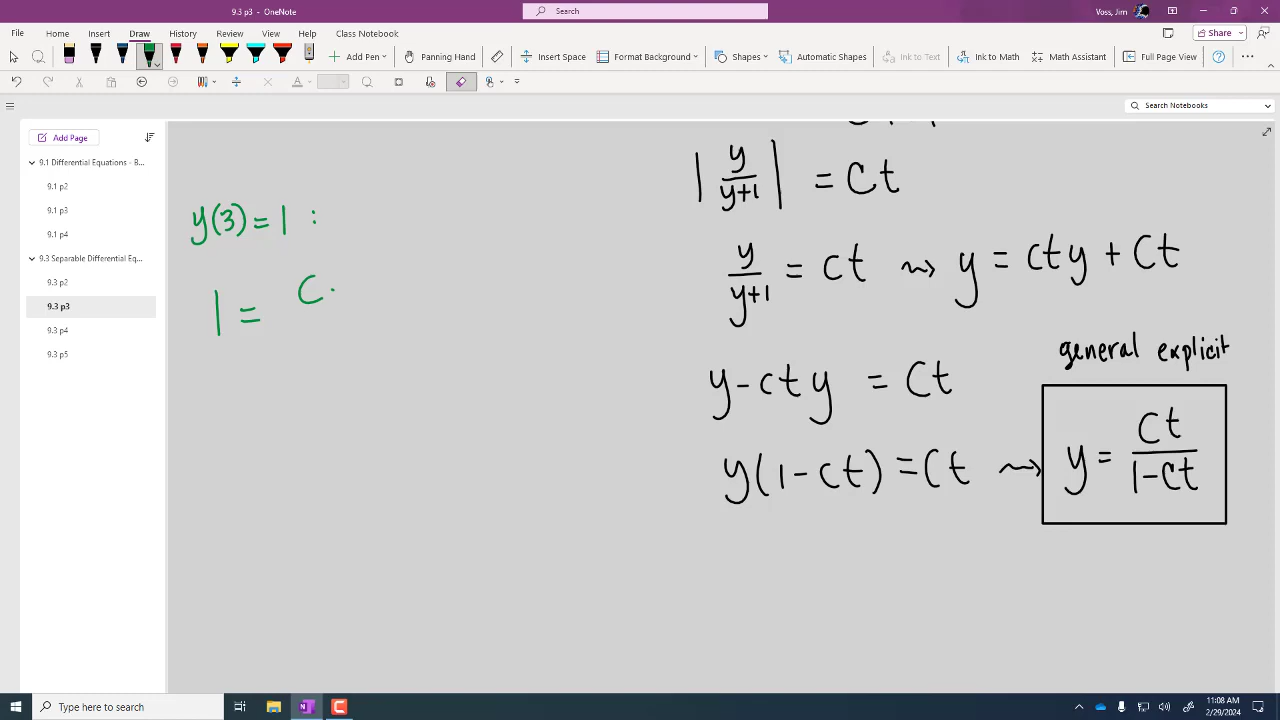 9.3 p3 - OneNote
Search
Voss, Jim
File Home Insert Draw History Review View Help Class Notebook
Share
Add Pen
Panning Hand
Insert Space
Format Background
Shapes
Automatic Shapes
Ink to Text
Ink to Math
Math Assistant
Full Page View
Search Notebooks
Add Page
9.1 Differential Equations - B...
9.1 p2
9.1 p3
9.1 p4
9.3 Separable Differential Eq...
9.3 p2
9.3 p3
9.3 p4
9.3 p5
| y/(y+1) | = Ct
y(3) = 1 :
y/(y+1) = ct ⇝ y = cty + Ct
1 = C·
general explicit
y - cty = Ct
y = Ct/(1-ct)
y(1-ct) = Ct ⇝
Type here to search
11:08 AM
2/29/2024